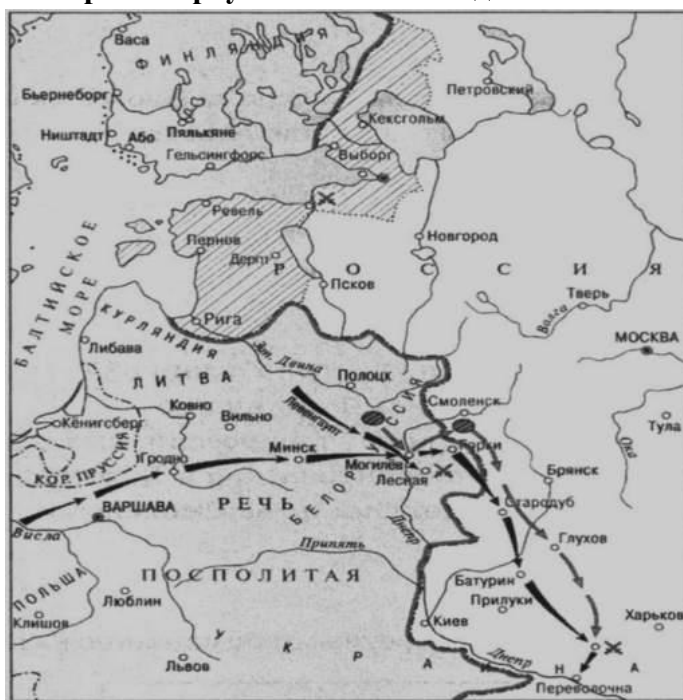 Васа
ФИНЛЯНДИЯ
Бьернеборг
Петровский
Кексгольм
Ништадт
Або
Пялькяне
Гельсингфорс
Выборг
Ревель
Пернов
Дерпт
Новгород
РОССИЯ
Псков
БАЛТИЙСКОЕ
МОРЕ
Рига
Тверь
Волга
КУРЛЯНДИЯ
МОСКВА
Либава
Зап. Двина
Полоцк
ЛИТВА
Смоленск
Левенгаупт
Ковно
Вильно
Кёнигсберг
Тула
Ока
Горки
Минск
Гродно
Могилев
КОР. ПРУССИЯ
Лесная
Брянск
БЕЛОРУССИЯ
РЕЧЬ
Стародуб
ВАРШАВА
Днепр
Висла
Глухов
Припять
ПОСПОЛИТАЯ
Батурин
ПОЛЬША
Люблин
Прилуки
Клишов
Киев
Харьков
УКРАИНА
Львов
Днепр
Переволочна